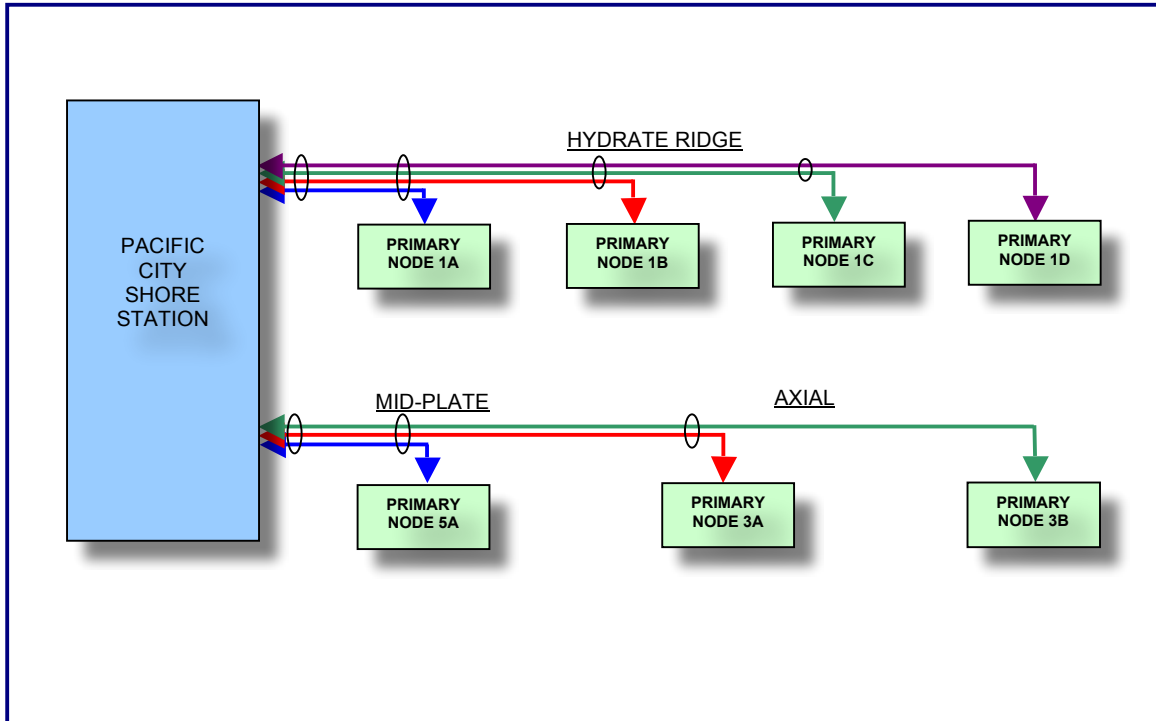 HYDRATE RIDGE
PACIFIC
CITY
SHORE
STATION
PRIMARY
NODE 1A
PRIMARY
NODE 1B
PRIMARY
NODE 1C
PRIMARY
NODE 1D
MID-PLATE
AXIAL
PRIMARY
NODE 5A
PRIMARY
NODE 3A
PRIMARY
NODE 3B